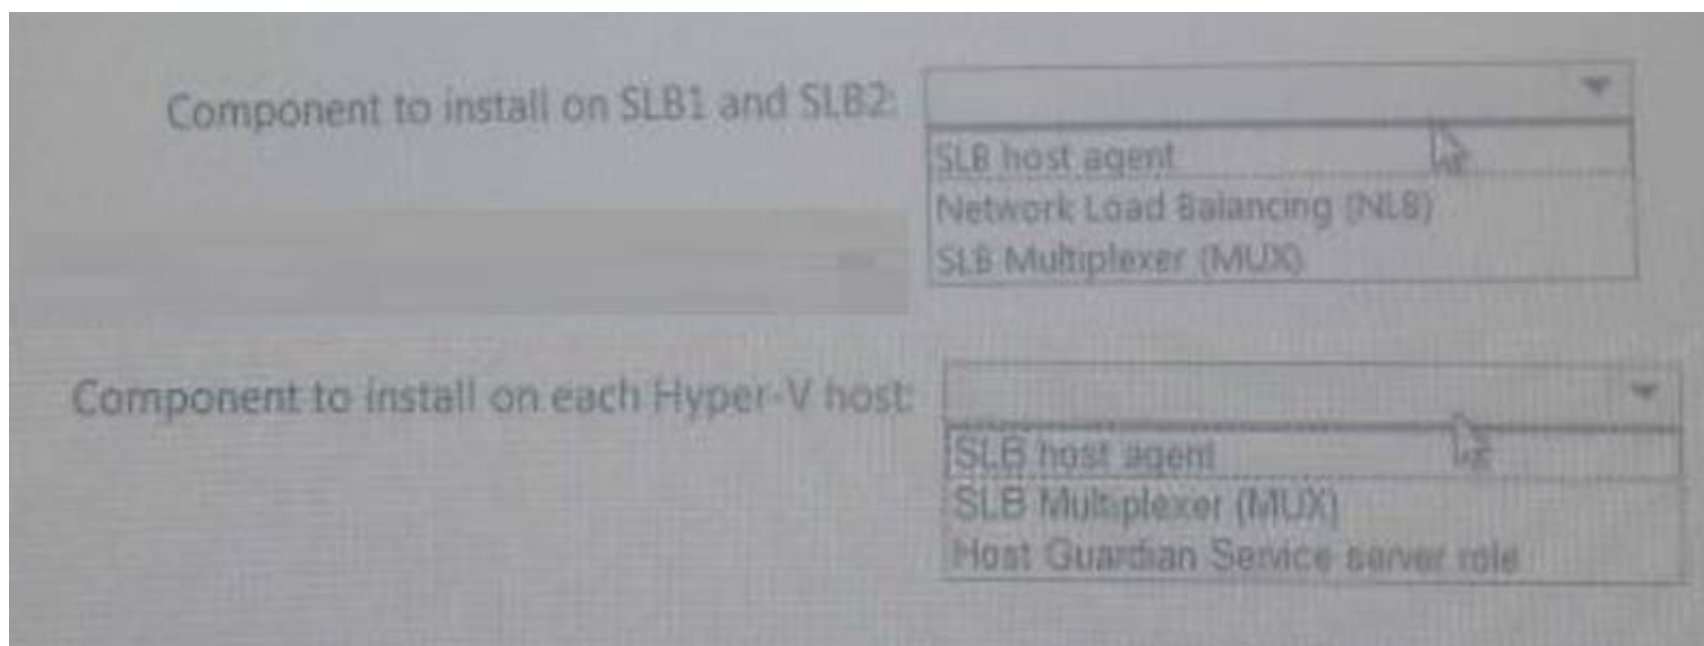 Component to install on SLB1 and SLB2:
SLB host agent
Network Load Balancing (NLB)
SLB Multiplexer (MUX)
Component to install on each Hyper-V host:
SLB host agent
SLB Multiplexer (MUX)
Host Guardian Service server role